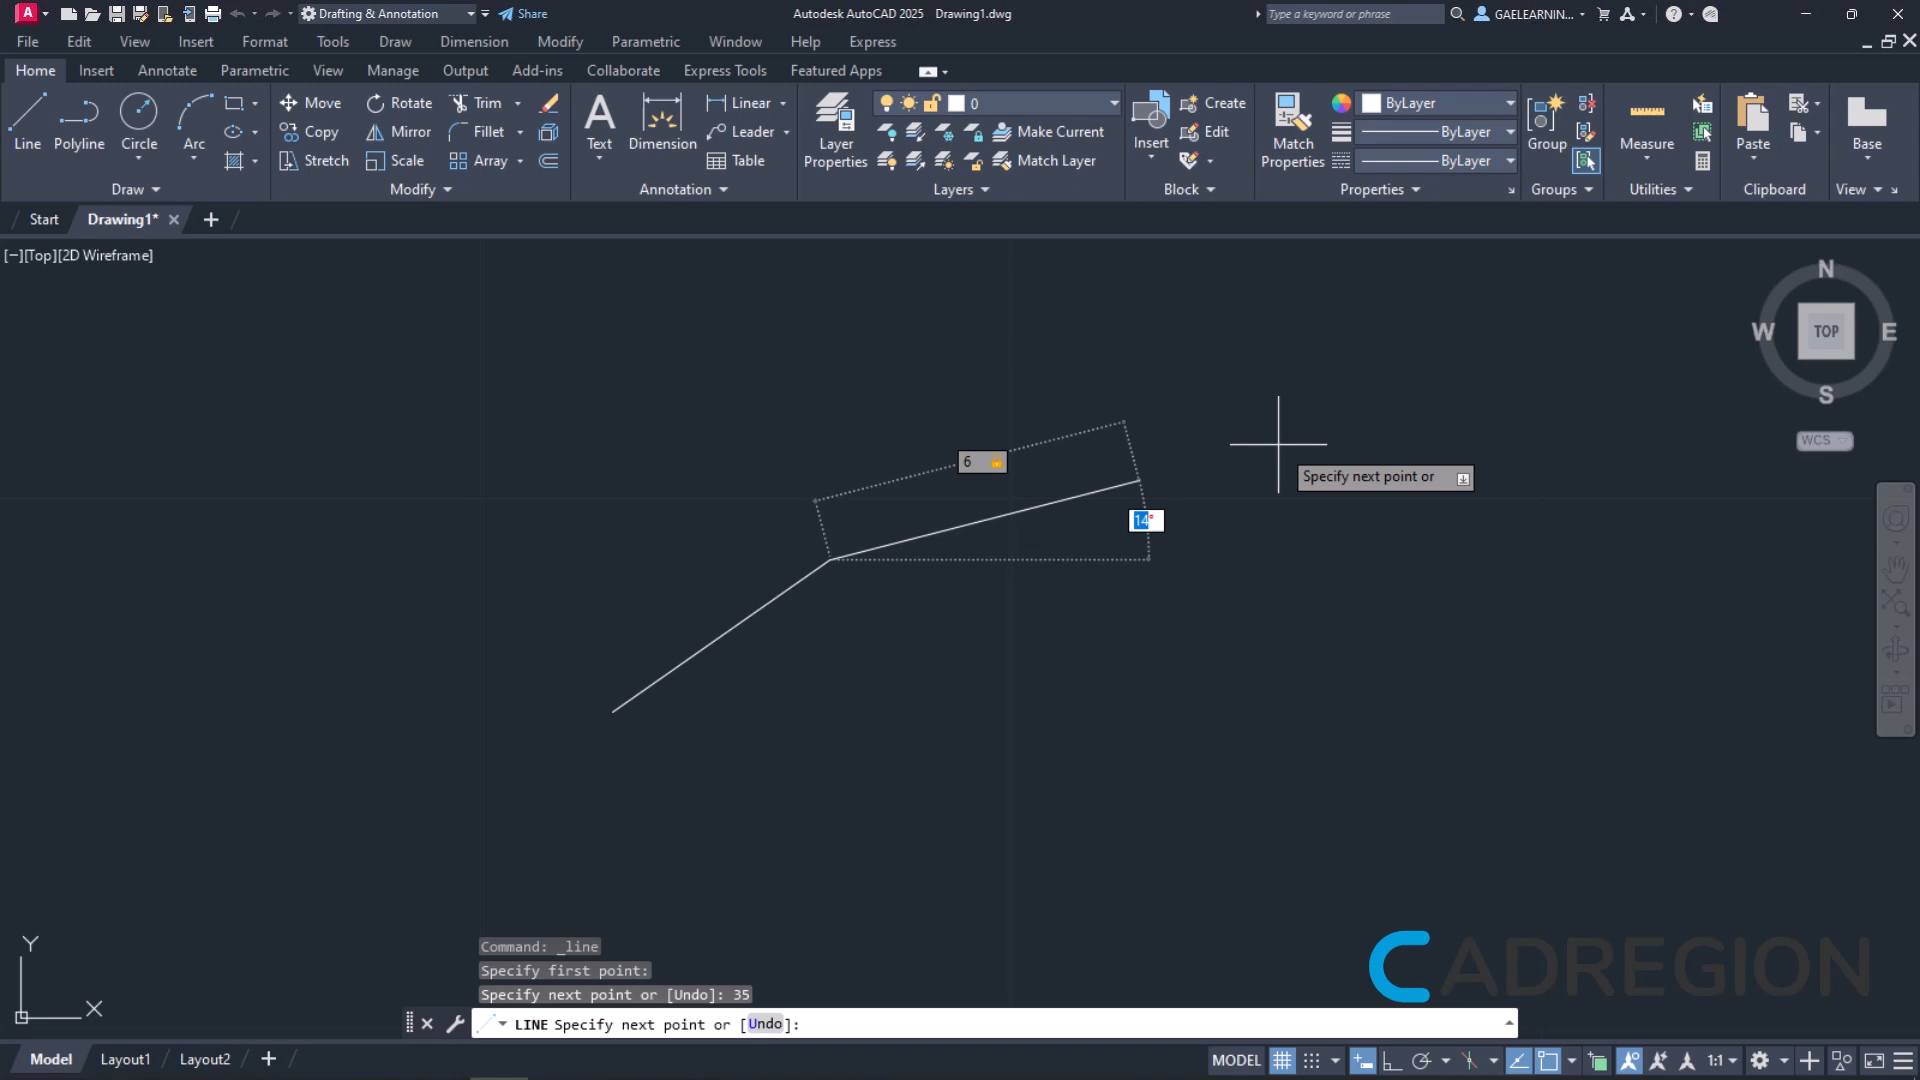 Drafting & Annotation
Share
Autodesk AutoCAD 2025 Drawing1.dwg
Type a keyword or phrase
GAELEARNIN...
File Edit View Insert Format Tools Draw Dimension Modify Parametric Window Help Express
Home Insert Annotate Parametric View Manage Output Add-ins Collaborate Express Tools Featured Apps
Line Polyline Circle Arc
Draw
Move Rotate Trim
Copy Mirror Fillet
Stretch Scale Array
Modify
Text Dimension
Linear
Leader
Table
Annotation
Layer Properties
0
Make Current
Match Layer
Layers
Insert
Create
Edit
Block
Match Properties
ByLayer
ByLayer
ByLayer
Properties
Group
Groups
Measure
Utilities
Paste
Clipboard
Base
View
Start Drawing1*
[−][Top][2D Wireframe]
N
W TOP E
S
WCS
6
Specify next point or
14°
Y
X
Command: _line
Specify first point:
Specify next point or [Undo]: 35
LINE Specify next point or [Undo]:
CADREGION
Model Layout1 Layout2
MODEL
1:1